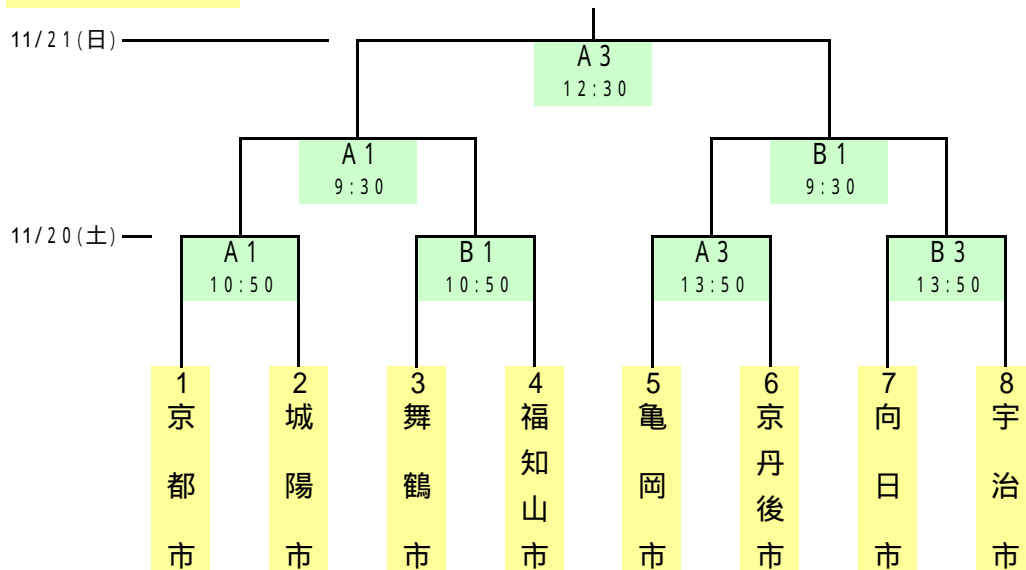 11/21(日)
A3
12:30
A1
9:30
B1
9:30
11/20(土)
A1
10:50
B1
10:50
A3
13:50
B3
13:50
1
京都市
2
城陽市
3
舞鶴市
4
福知山市
5
亀岡市
6
京丹後市
7
向日市
8
宇治市